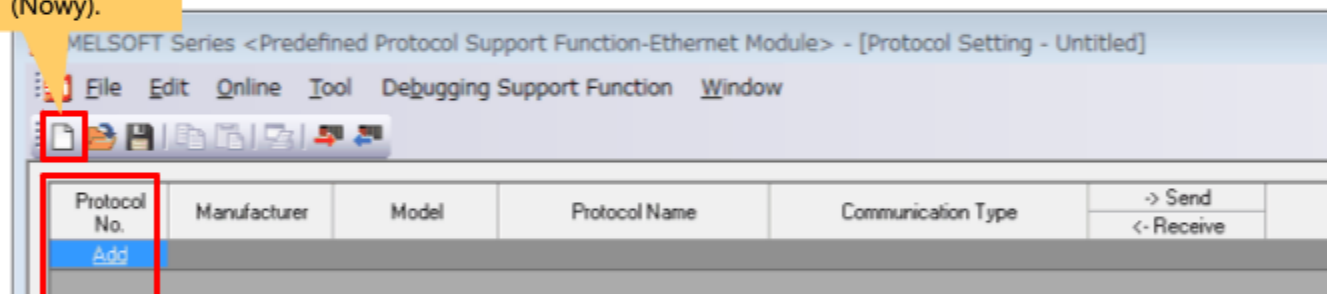 (Nowy).
MELSOFT Series <Predefined Protocol Support Function-Ethernet Module> - [Protocol Setting - Untitled]
File Edit Online Tool Debugging Support Function Window
Protocol No. Manufacturer Model Protocol Name Communication Type -> Send
<- Receive
Add